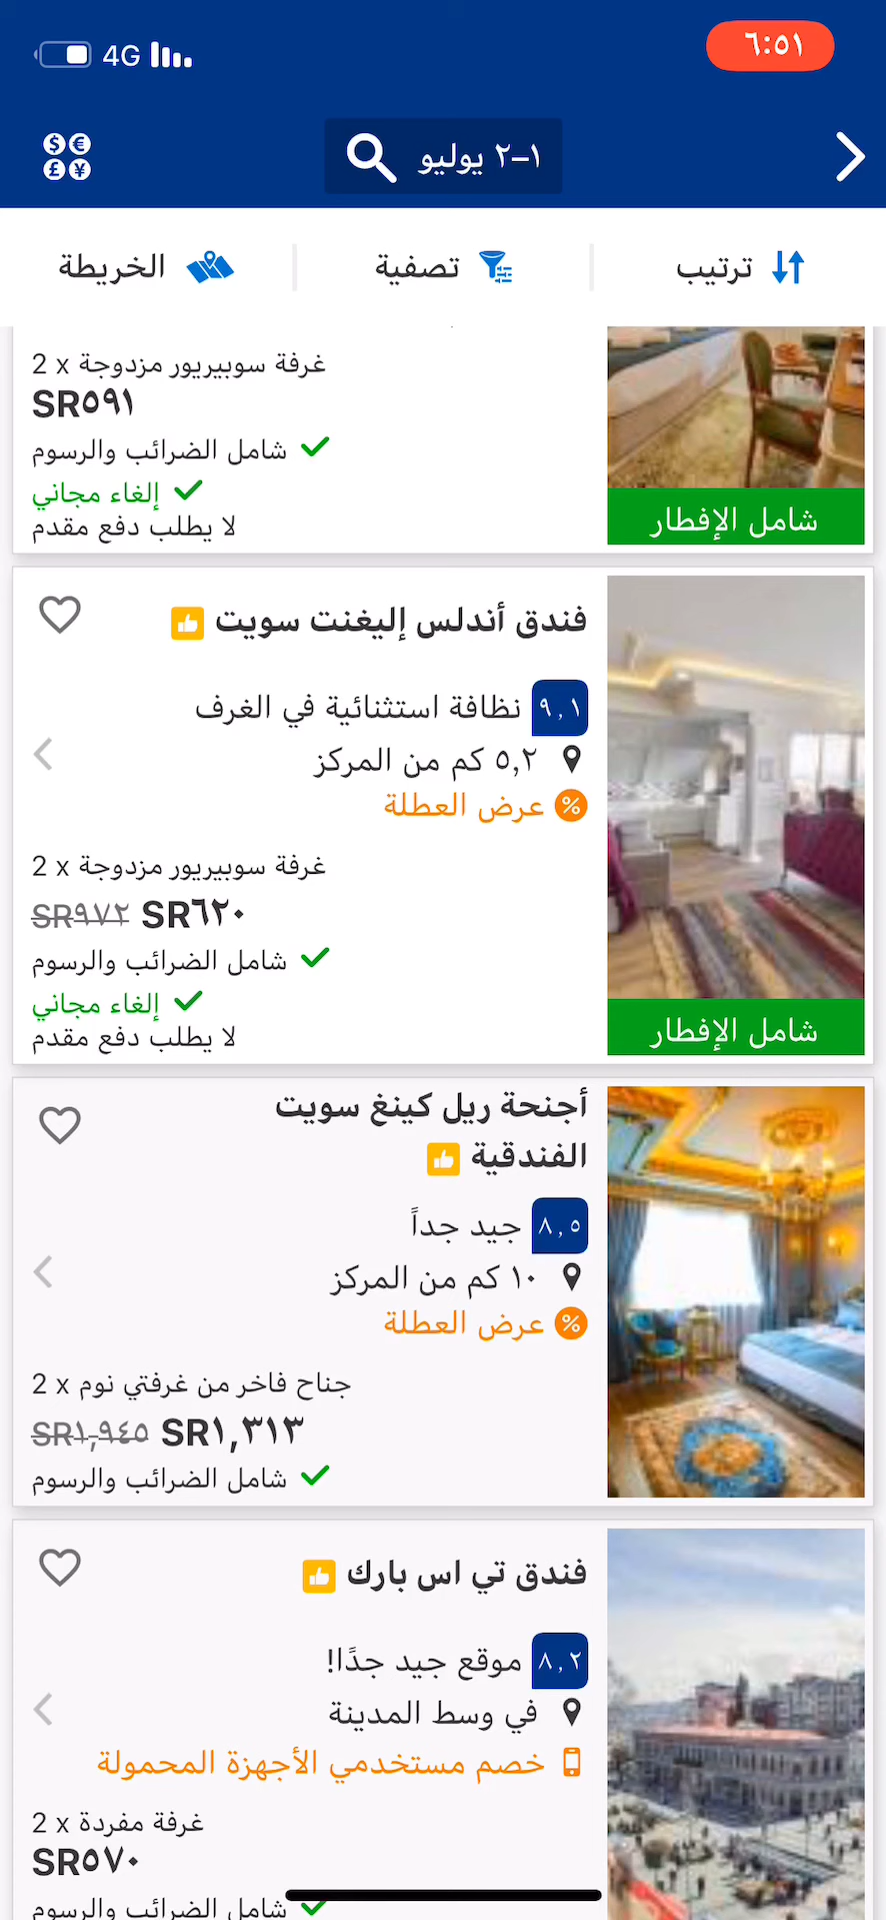 ٦:٥١
4G
١–٢ يوليو
ترتيب
تصفية
الخريطة
2 x غرفة سوبيريور مزدوجة
SR٥٩١
شامل الضرائب والرسوم
إلغاء مجاني
لا يطلب دفع مقدم
شامل الإفطار
فندق أندلس إليغنت سويت
٩,١ نظافة استثنائية في الغرف
٥,٢ كم من المركز
% عرض العطلة
2 x غرفة سوبيريور مزدوجة
SR٩٧٢ SR٦٢٠
شامل الضرائب والرسوم
إلغاء مجاني
لا يطلب دفع مقدم
شامل الإفطار
أجنحة ريل كينغ سويت
الفندقية
٨,٥ جيد جداً
١٠ كم من المركز
% عرض العطلة
2 x جناح فاخر من غرفتي نوم
SR١,٩٤٥ SR١,٣١٣
شامل الضرائب والرسوم
فندق تي اس بارك
٨,٢ موقع جيد جدًا!
في وسط المدينة
خصم مستخدمي الأجهزة المحمولة
2 x غرفة مفردة
SR٥٧٠
شامل الضرائب والرسوم